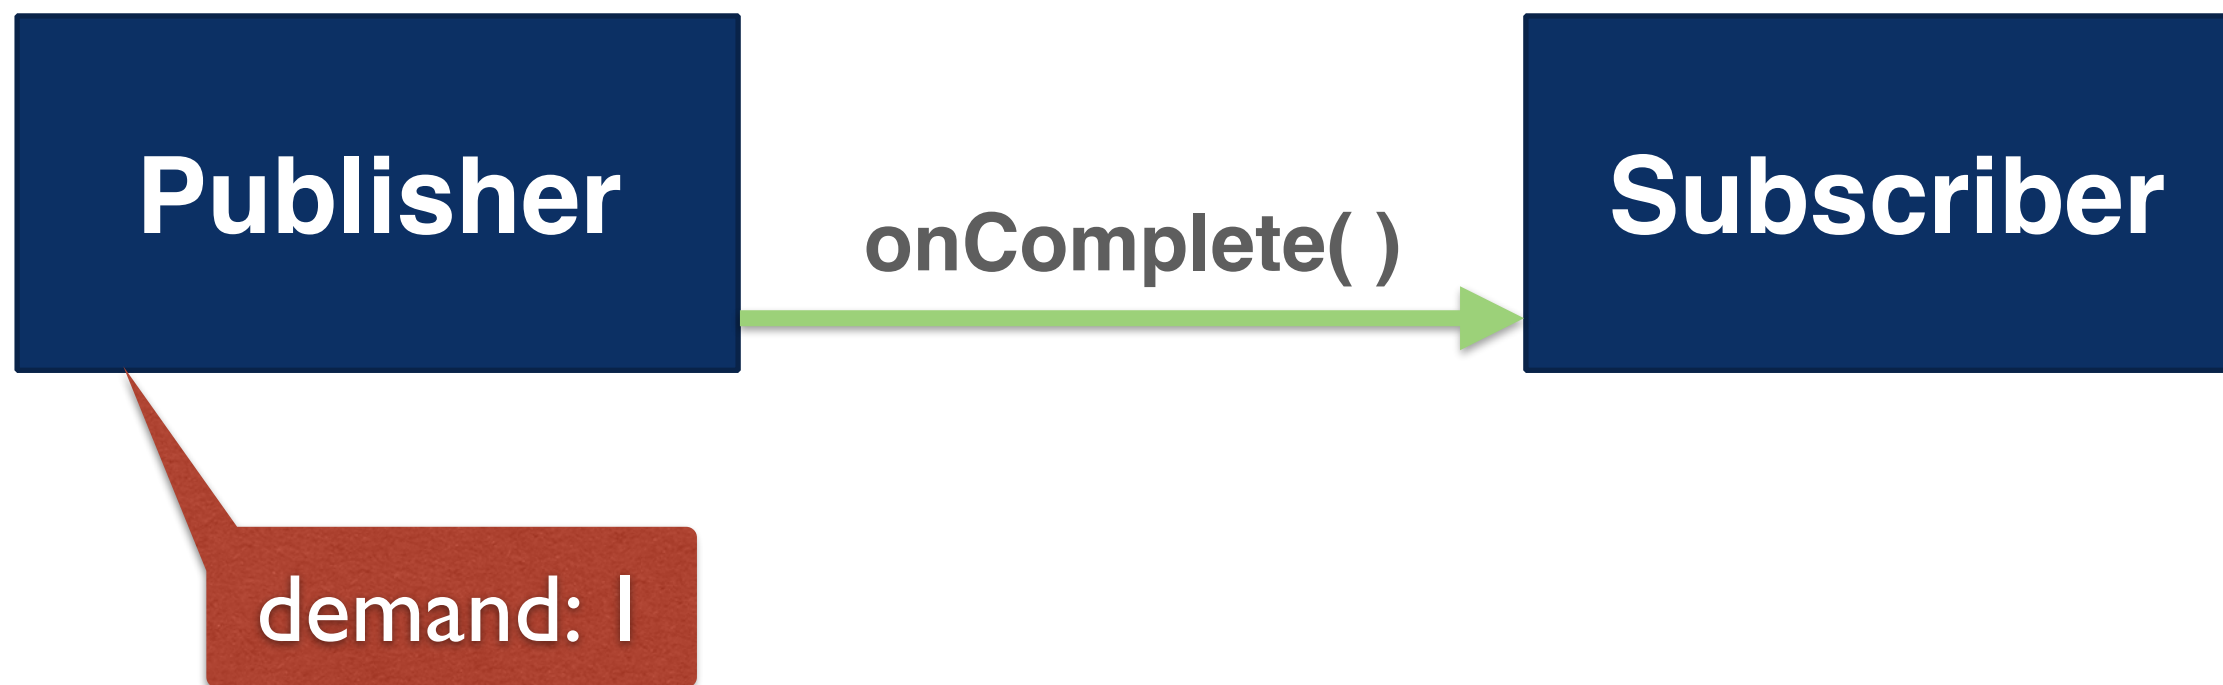 Publisher
onComplete( )
Subscriber
demand: 1